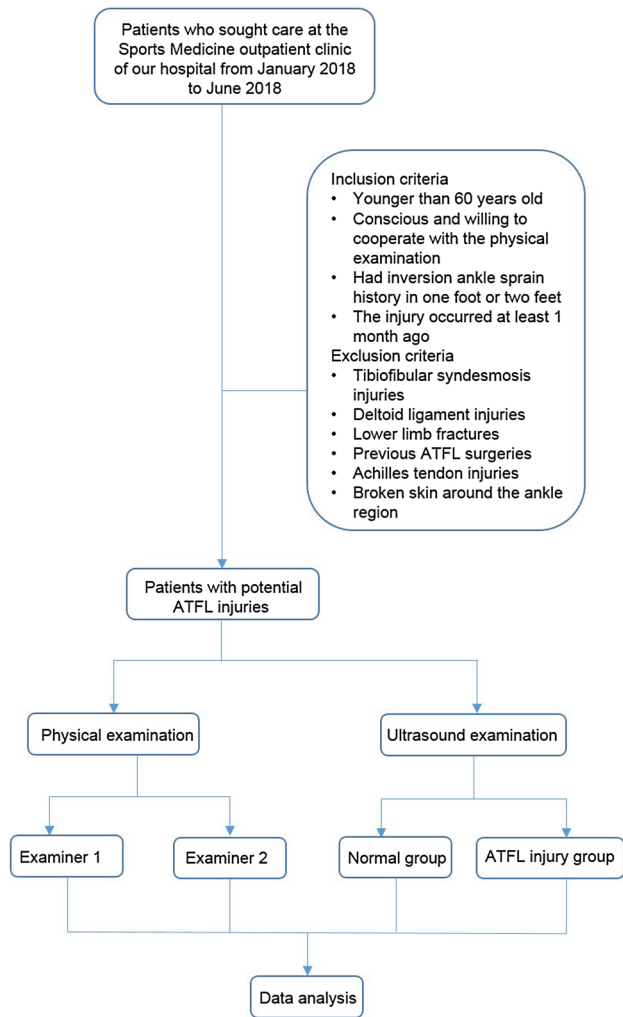 Patients who sought care at the
Sports Medicine outpatient clinic
of our hospital from January 2018
to June 2018
Inclusion criteria
• Younger than 60 years old
• Conscious and willing to
cooperate with the physical
examination
• Had inversion ankle sprain
history in one foot or two feet
• The injury occurred at least 1
month ago
Exclusion criteria
• Tibiofibular syndesmosis
injuries
• Deltoid ligament injuries
• Lower limb fractures
• Previous ATFL surgeries
• Achilles tendon injuries
• Broken skin around the ankle
region
Patients with potential
ATFL injuries
Physical examination
Ultrasound examination
Examiner 1
Examiner 2
Normal group
ATFL injury group
Data analysis